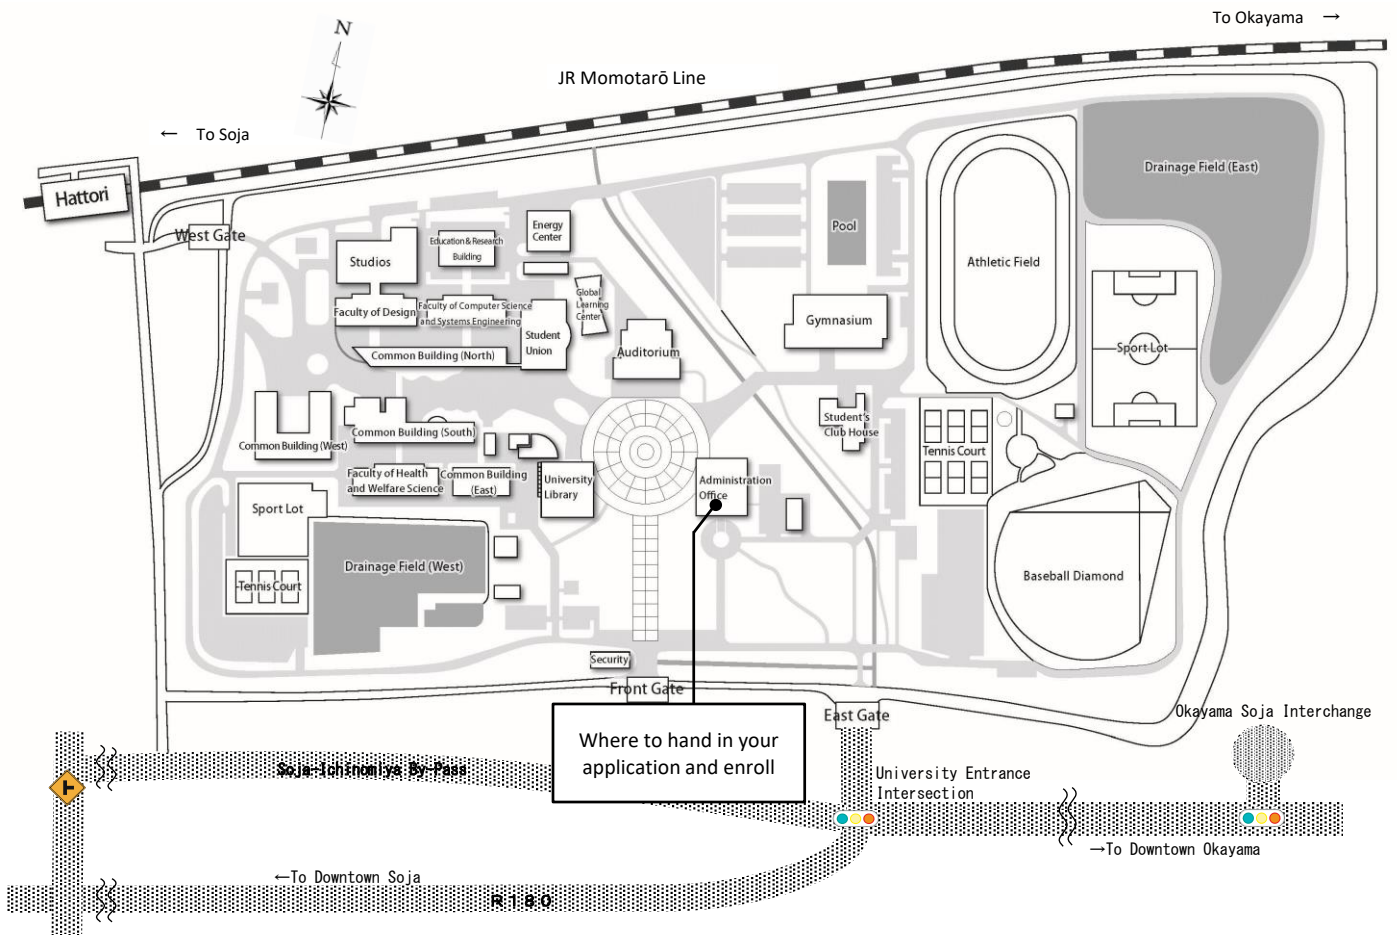 To Okayama →
N
JR Momotarō Line
← To Soja
Hattori
West Gate
Drainage Field (East)
Energy
Center
Education & Research
Building
Studios
Pool
Athletic Field
Global
Learning
Center
Faculty of Design
Faculty of Computer Science
and Systems Engineering
Student
Union
Gymnasium
Common Building (North)
Auditorium
Sport Lot
Common Building (West)
Common Building (South)
Student's
Club House
Tennis Court
Faculty of Health
and Welfare Science
Common Building
(East)
University
Library
Administration
Office
Sport Lot
Drainage Field (West)
Tennis Court
Baseball Diamond
Security
Front Gate
East Gate
Okayama Soja Interchange
Where to hand in your
application and enroll
Soja-Ichinomiya By-Pass
University Entrance
Intersection
→To Downtown Okayama
←To Downtown Soja
R180